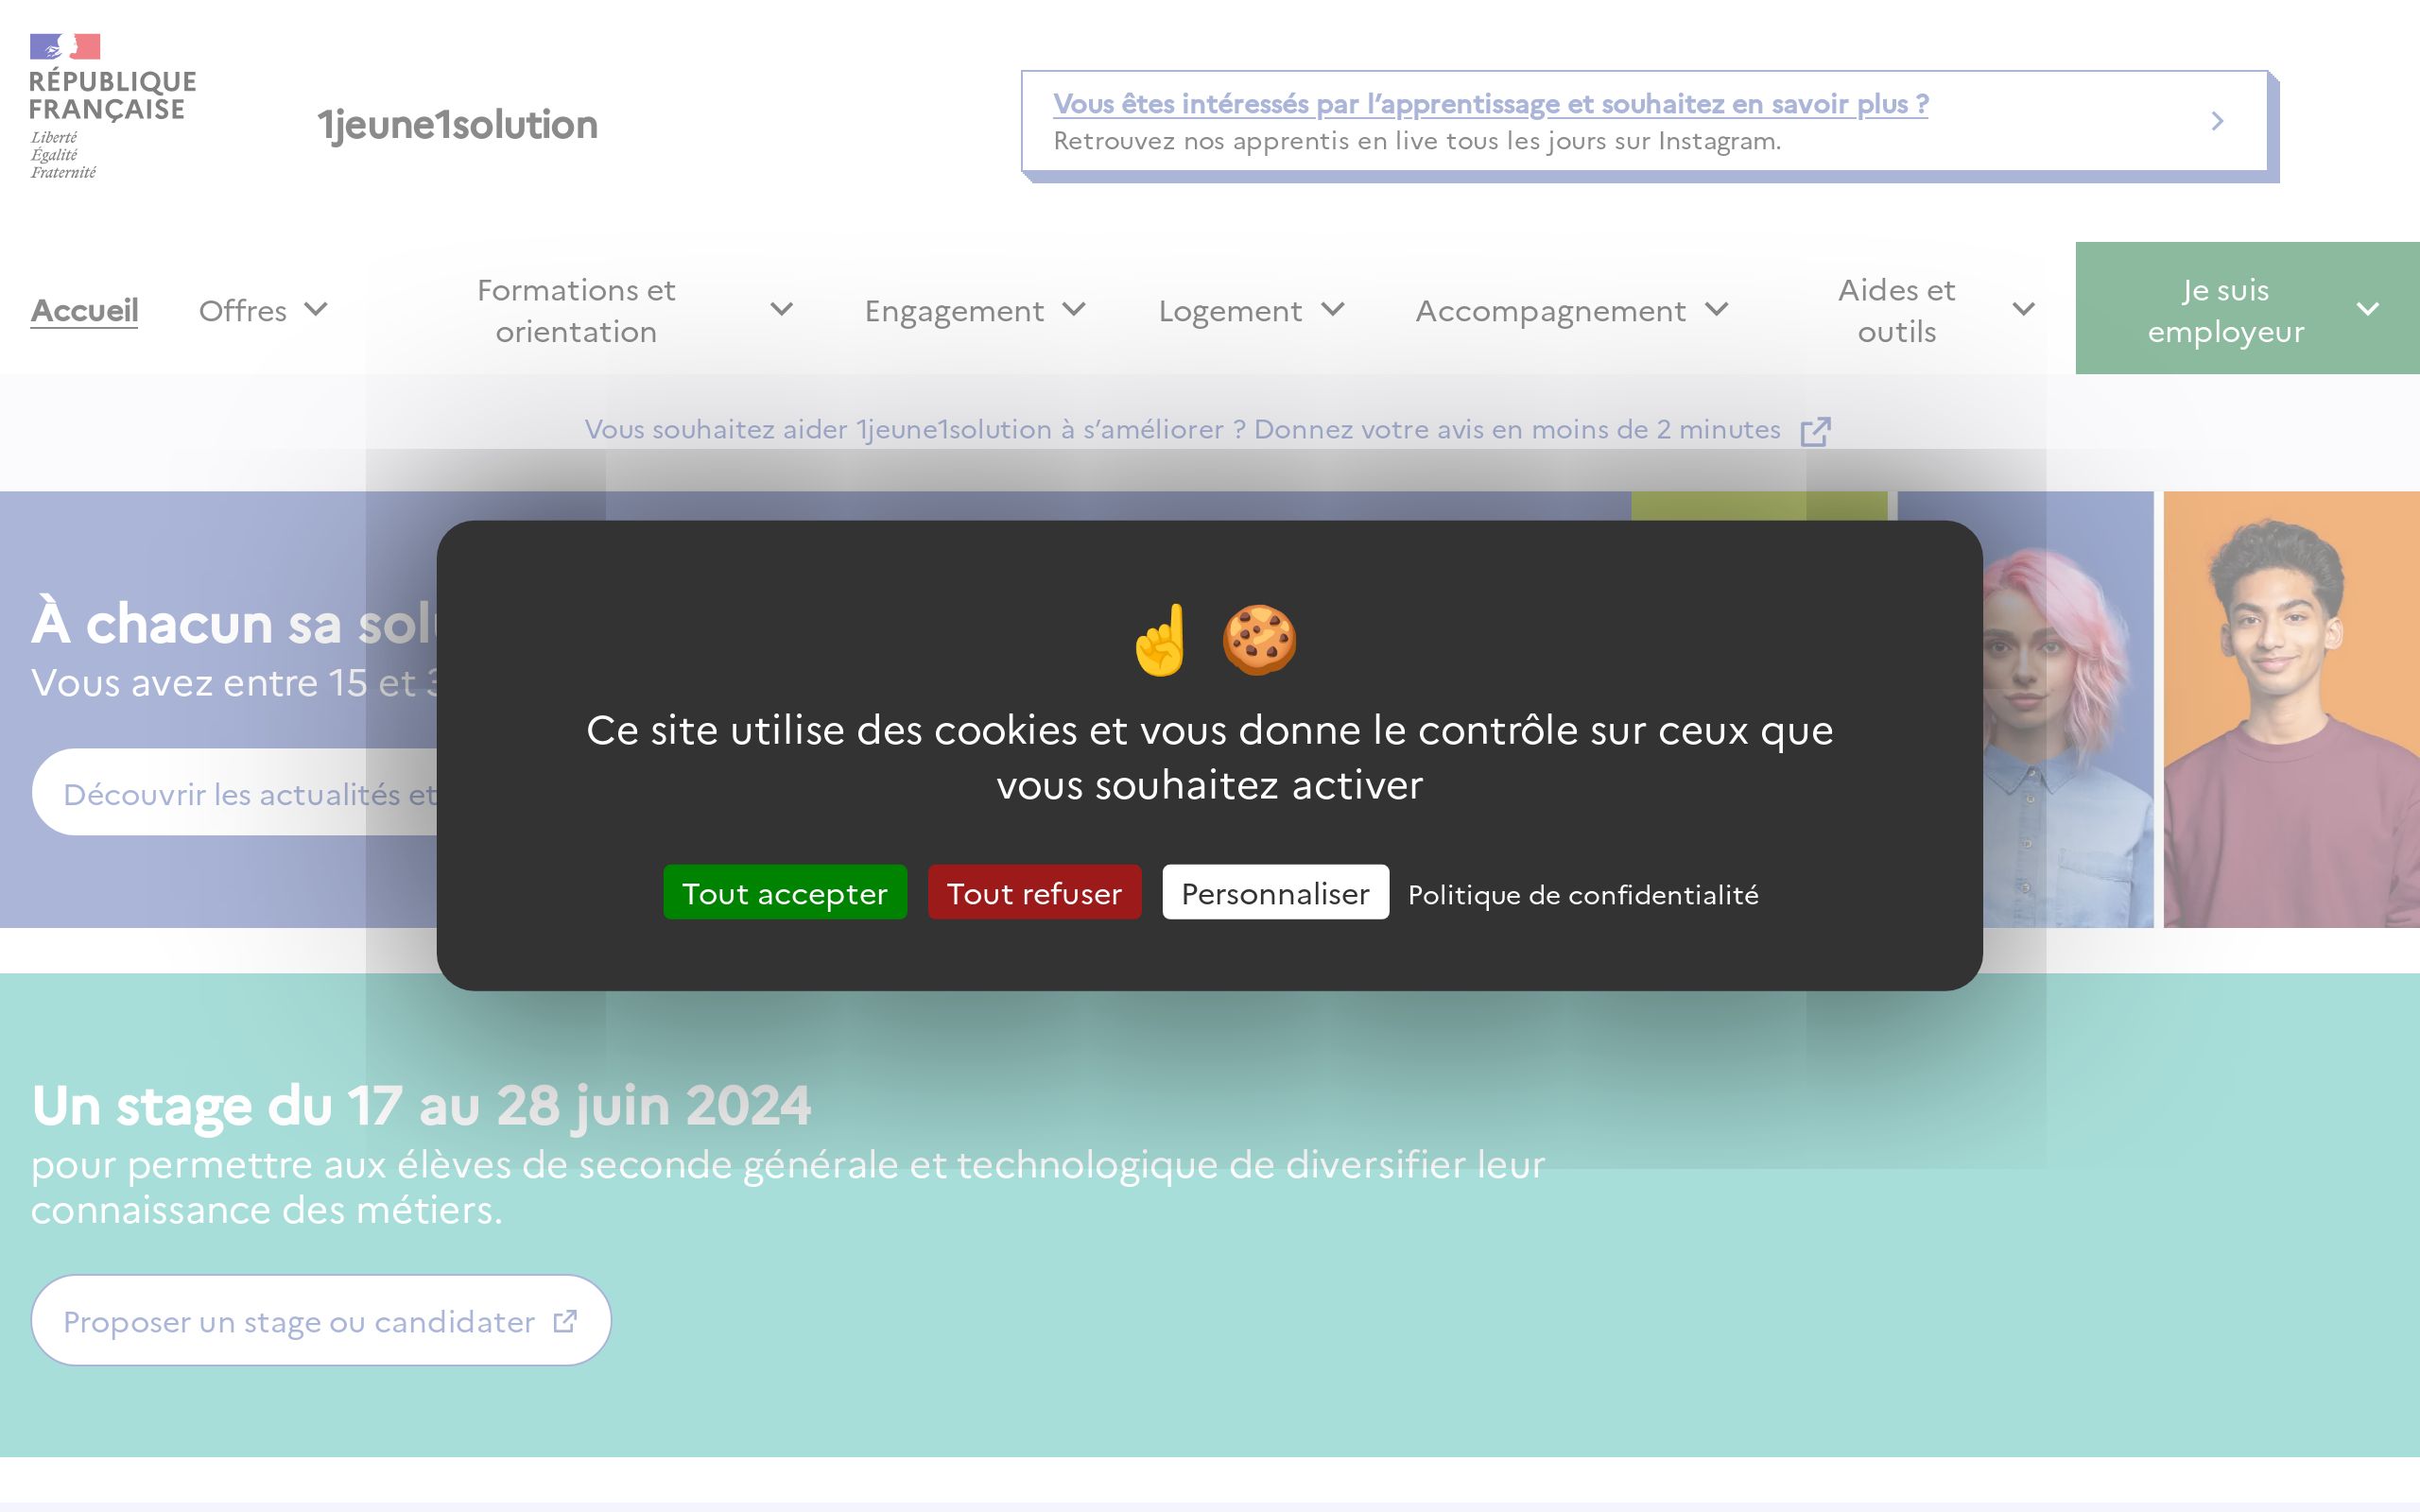 RÉPUBLIQUE
FRANÇAISE
Liberté
Égalité
Fraternité
1jeune1solution
Vous êtes intéressés par l’apprentissage et souhaitez en savoir plus ?
Retrouvez nos apprentis en live tous les jours sur Instagram.
Accueil
Offres
Formations et
orientation
Engagement
Logement
Accompagnement
Aides et
outils
Je suis
employeur
Vous souhaitez aider 1jeune1solution à s’améliorer ? Donnez votre avis en moins de 2 minutes
À chacun sa
Vous avez entre 15 et
Découvrir les actualités et
Ce site utilise des cookies et vous donne le contrôle sur ceux que
vous souhaitez activer
Tout accepter
Tout refuser
Personnaliser
Politique de confidentialité
Un stage du 17 au 28 juin 2024
pour permettre aux élèves de seconde générale et technologique de diversifier leur
connaissance des métiers.
Proposer un stage ou candidater